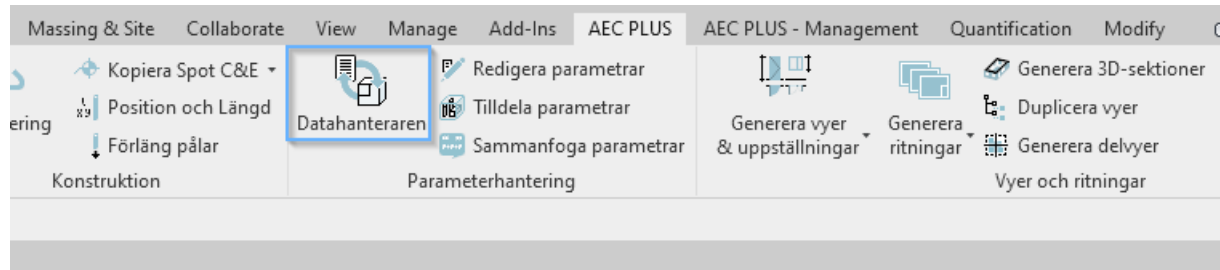 Massing & Site Collaborate View Manage Add-Ins AEC PLUS AEC PLUS - Management Quantification Modify
Kopiera Spot C&E
Position och Längd
ering
Förläng pålar
Konstruktion
Datahanteraren
Redigera parametrar
Tilldela parametrar
Sammanfoga parametrar
Parameterhantering
Generera vyer
& uppställningar
Generera
ritningar
Generera 3D-sektioner
Duplicera vyer
Generera delvyer
Vyer och ritningar